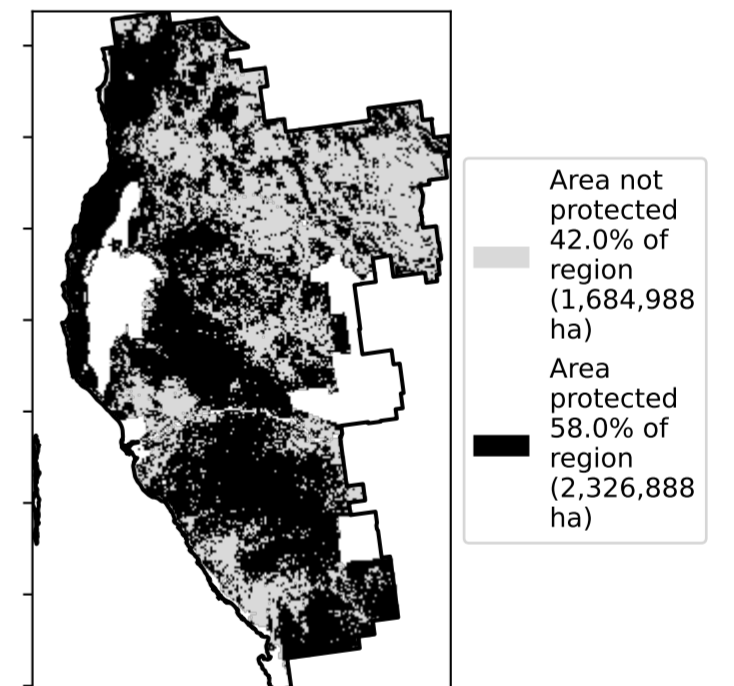 Area not
protected
42.0% of
region
(1,684,988
ha)
Area
protected
58.0% of
region
(2,326,888
ha)